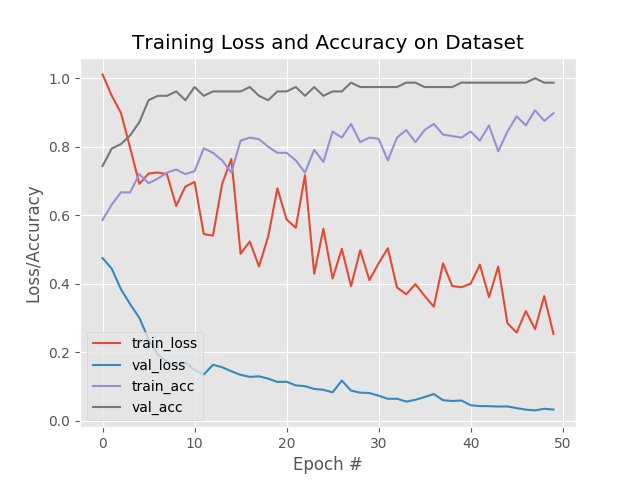 Training Loss and Accuracy on Dataset
1.0
0.8
0.6
0.4
0.2
0.0
Loss/Accuracy
train_loss
val_loss
train_acc
val_acc
0 10 20 30 40 50
Epoch #